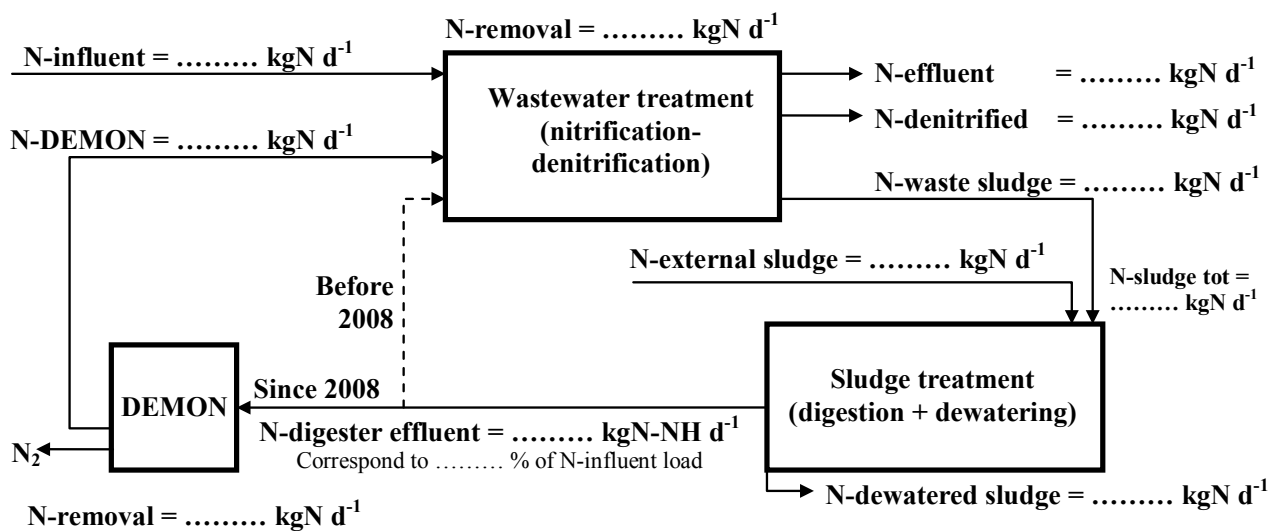 N-removal = ……… kgN d⁻¹
N-influent = ……… kgN d⁻¹
Wastewater treatment
(nitrification-
denitrification)
N-effluent = ……… kgN d⁻¹
N-denitrified = ……… kgN d⁻¹
N-DEMON = ……… kgN d⁻¹
N-waste sludge = ……… kgN d⁻¹
N-external sludge = ……… kgN d⁻¹
N-sludge tot =
……… kgN d⁻¹
Before
2008
DEMON
Since 2008
Sludge treatment
(digestion + dewatering)
N-digester effluent = ……… kgN-NH d⁻¹
Correspond to ……… % of N-influent load
N₂
N-dewatered sludge = ……… kgN d⁻¹
N-removal = ……… kgN d⁻¹